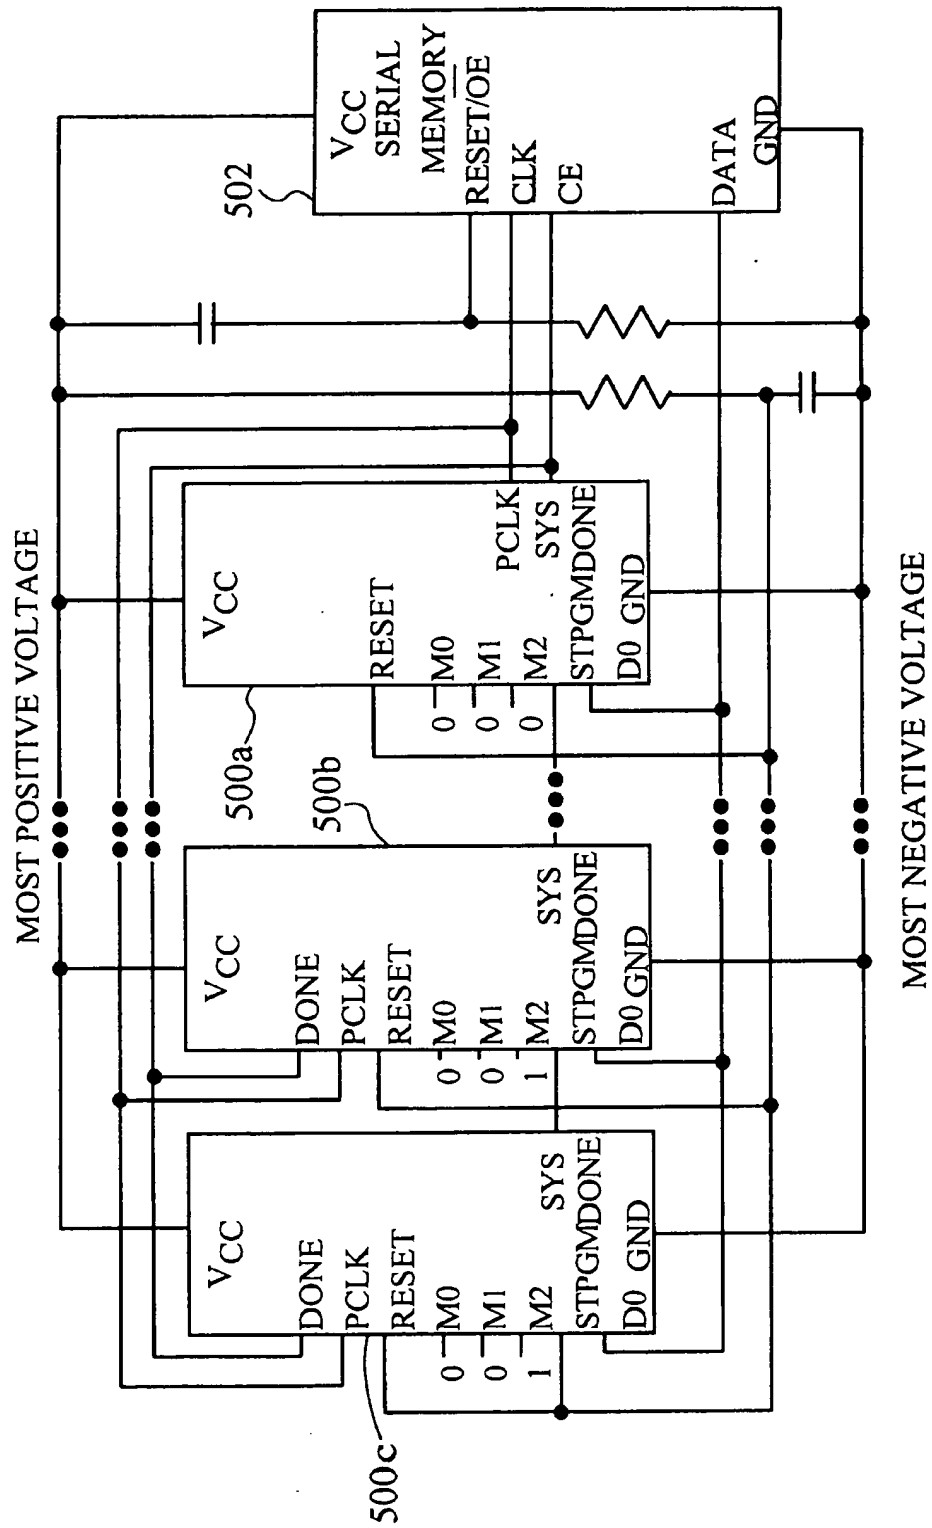 MOST POSITIVE VOLTAGE
502
VCC
SERIAL
MEMORY
RESET/OE
CLK
CE
DATA
GND
500a
VCC
RESET
PCLK
SYS
M0
0
M1
0
M2
0
STPGMDONE
D0 GND
500b
VCC
DONE
PCLK
RESET
M0
0
M1
0
M2
1
SYS
STPGMDONE
D0 GND
500c
VCC
DONE
PCLK
RESET
M0
0
M1
0
M2
1
SYS
STPGMDONE
D0 GND
MOST NEGATIVE VOLTAGE